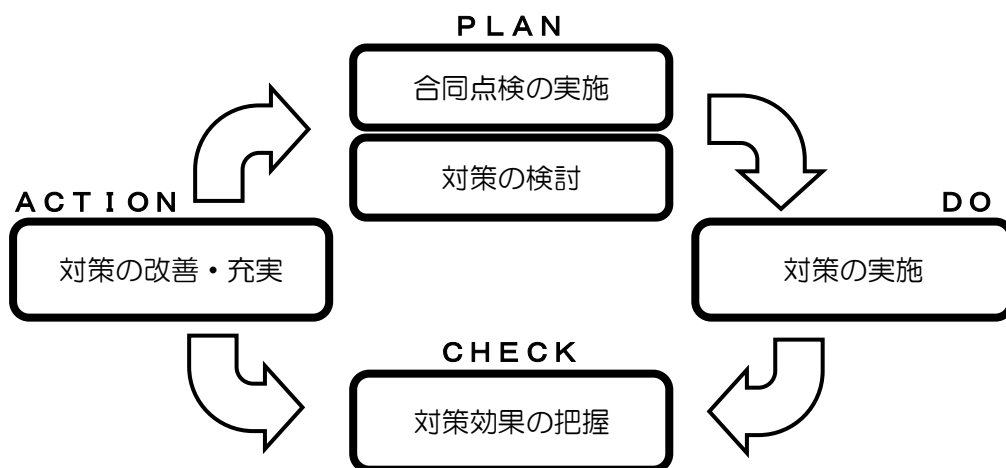 ＰＬＡＮ
合同点検の実施
対策の検討
ＡＣＴＩＯＮ
対策の改善・充実
ＤＯ
対策の実施
ＣＨＥＣＫ
対策効果の把握